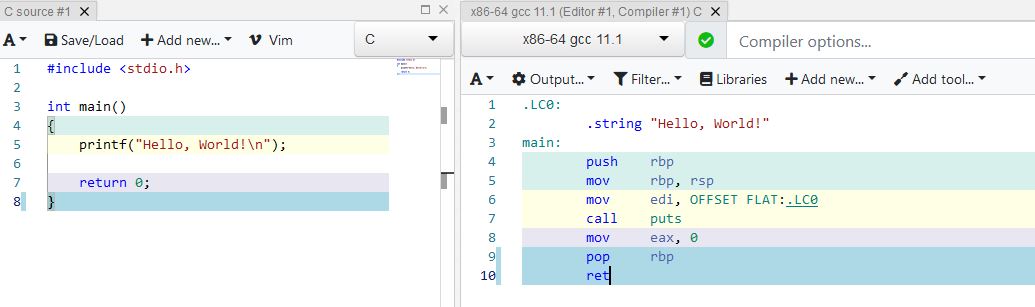 C source #1
A Save/Load Add new... Vim C
1 #include <stdio.h>
2
3 int main()
4 {
5 printf("Hello, World!\n");
6
7 return 0;
8 }
x86-64 gcc 11.1 (Editor #1, Compiler #1) C
x86-64 gcc 11.1 Compiler options...
A Output... Filter... Libraries Add new... Add tool...
1 .LC0:
2 .string "Hello, World!"
3 main:
4 push rbp
5 mov rbp, rsp
6 mov edi, OFFSET FLAT:.LC0
7 call puts
8 mov eax, 0
9 pop rbp
10 ret